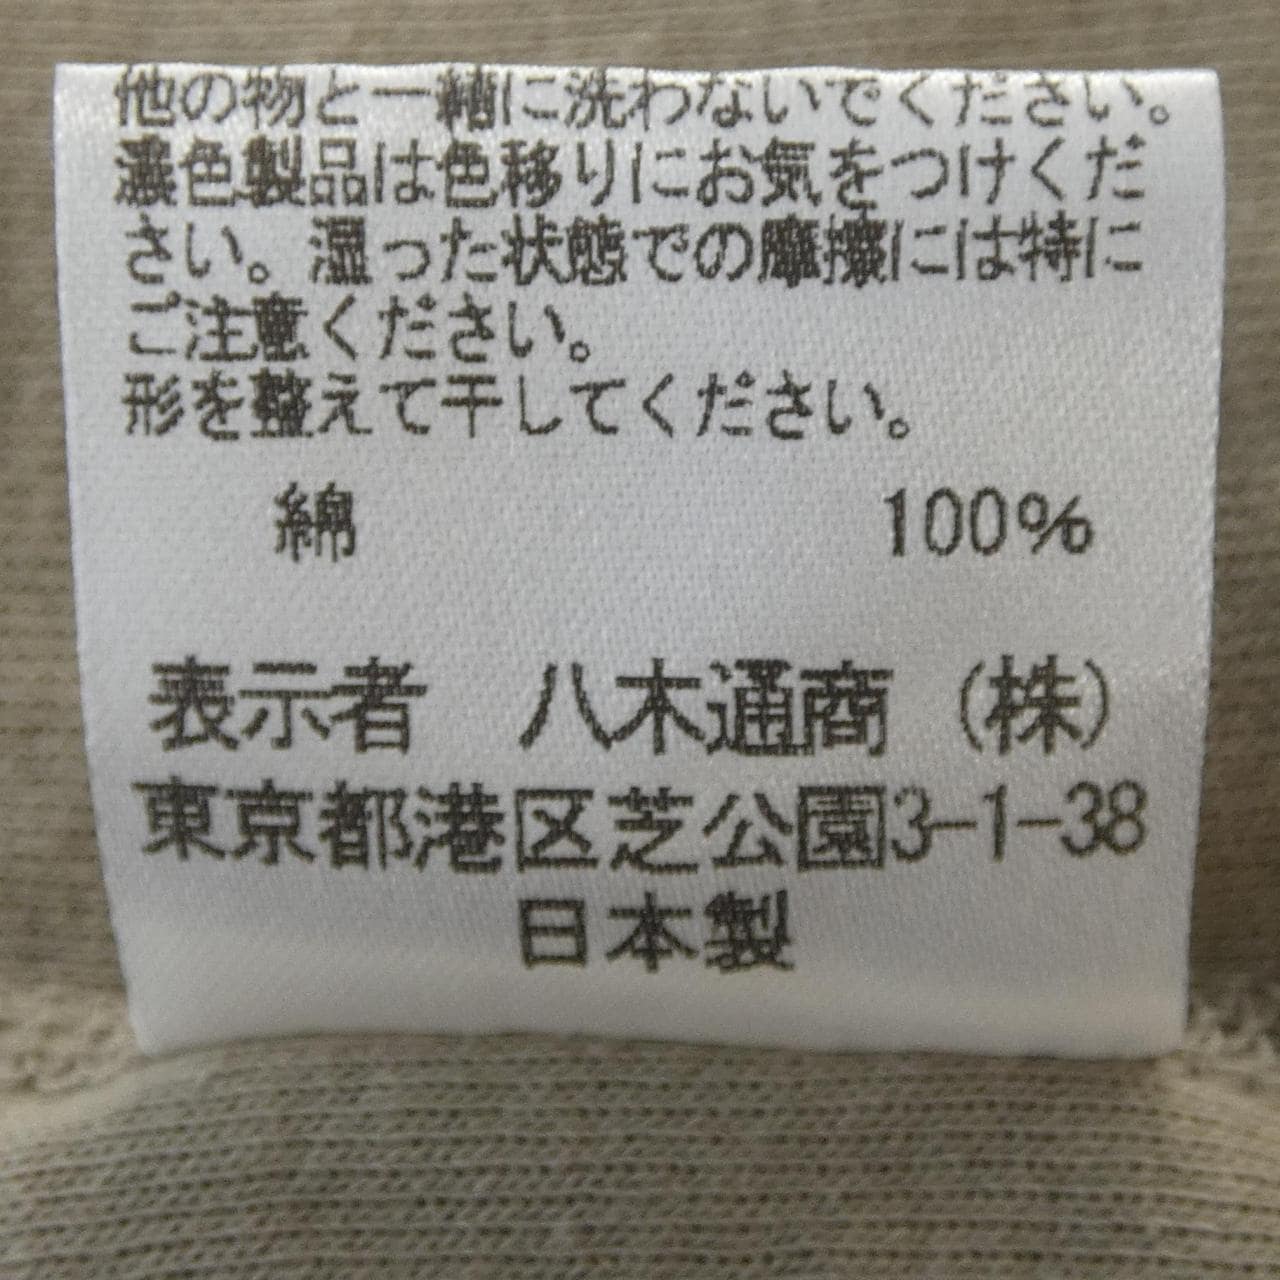 他の物と一緒に洗わないでください。
濃色製品は色移りにお気をつけくだ
さい。湿った状態での摩擦には特に
ご注意ください。
形を整えて干してください。
綿 100%
表示者 八木通商(株)
東京都港区芝公園3-1-38
日本製